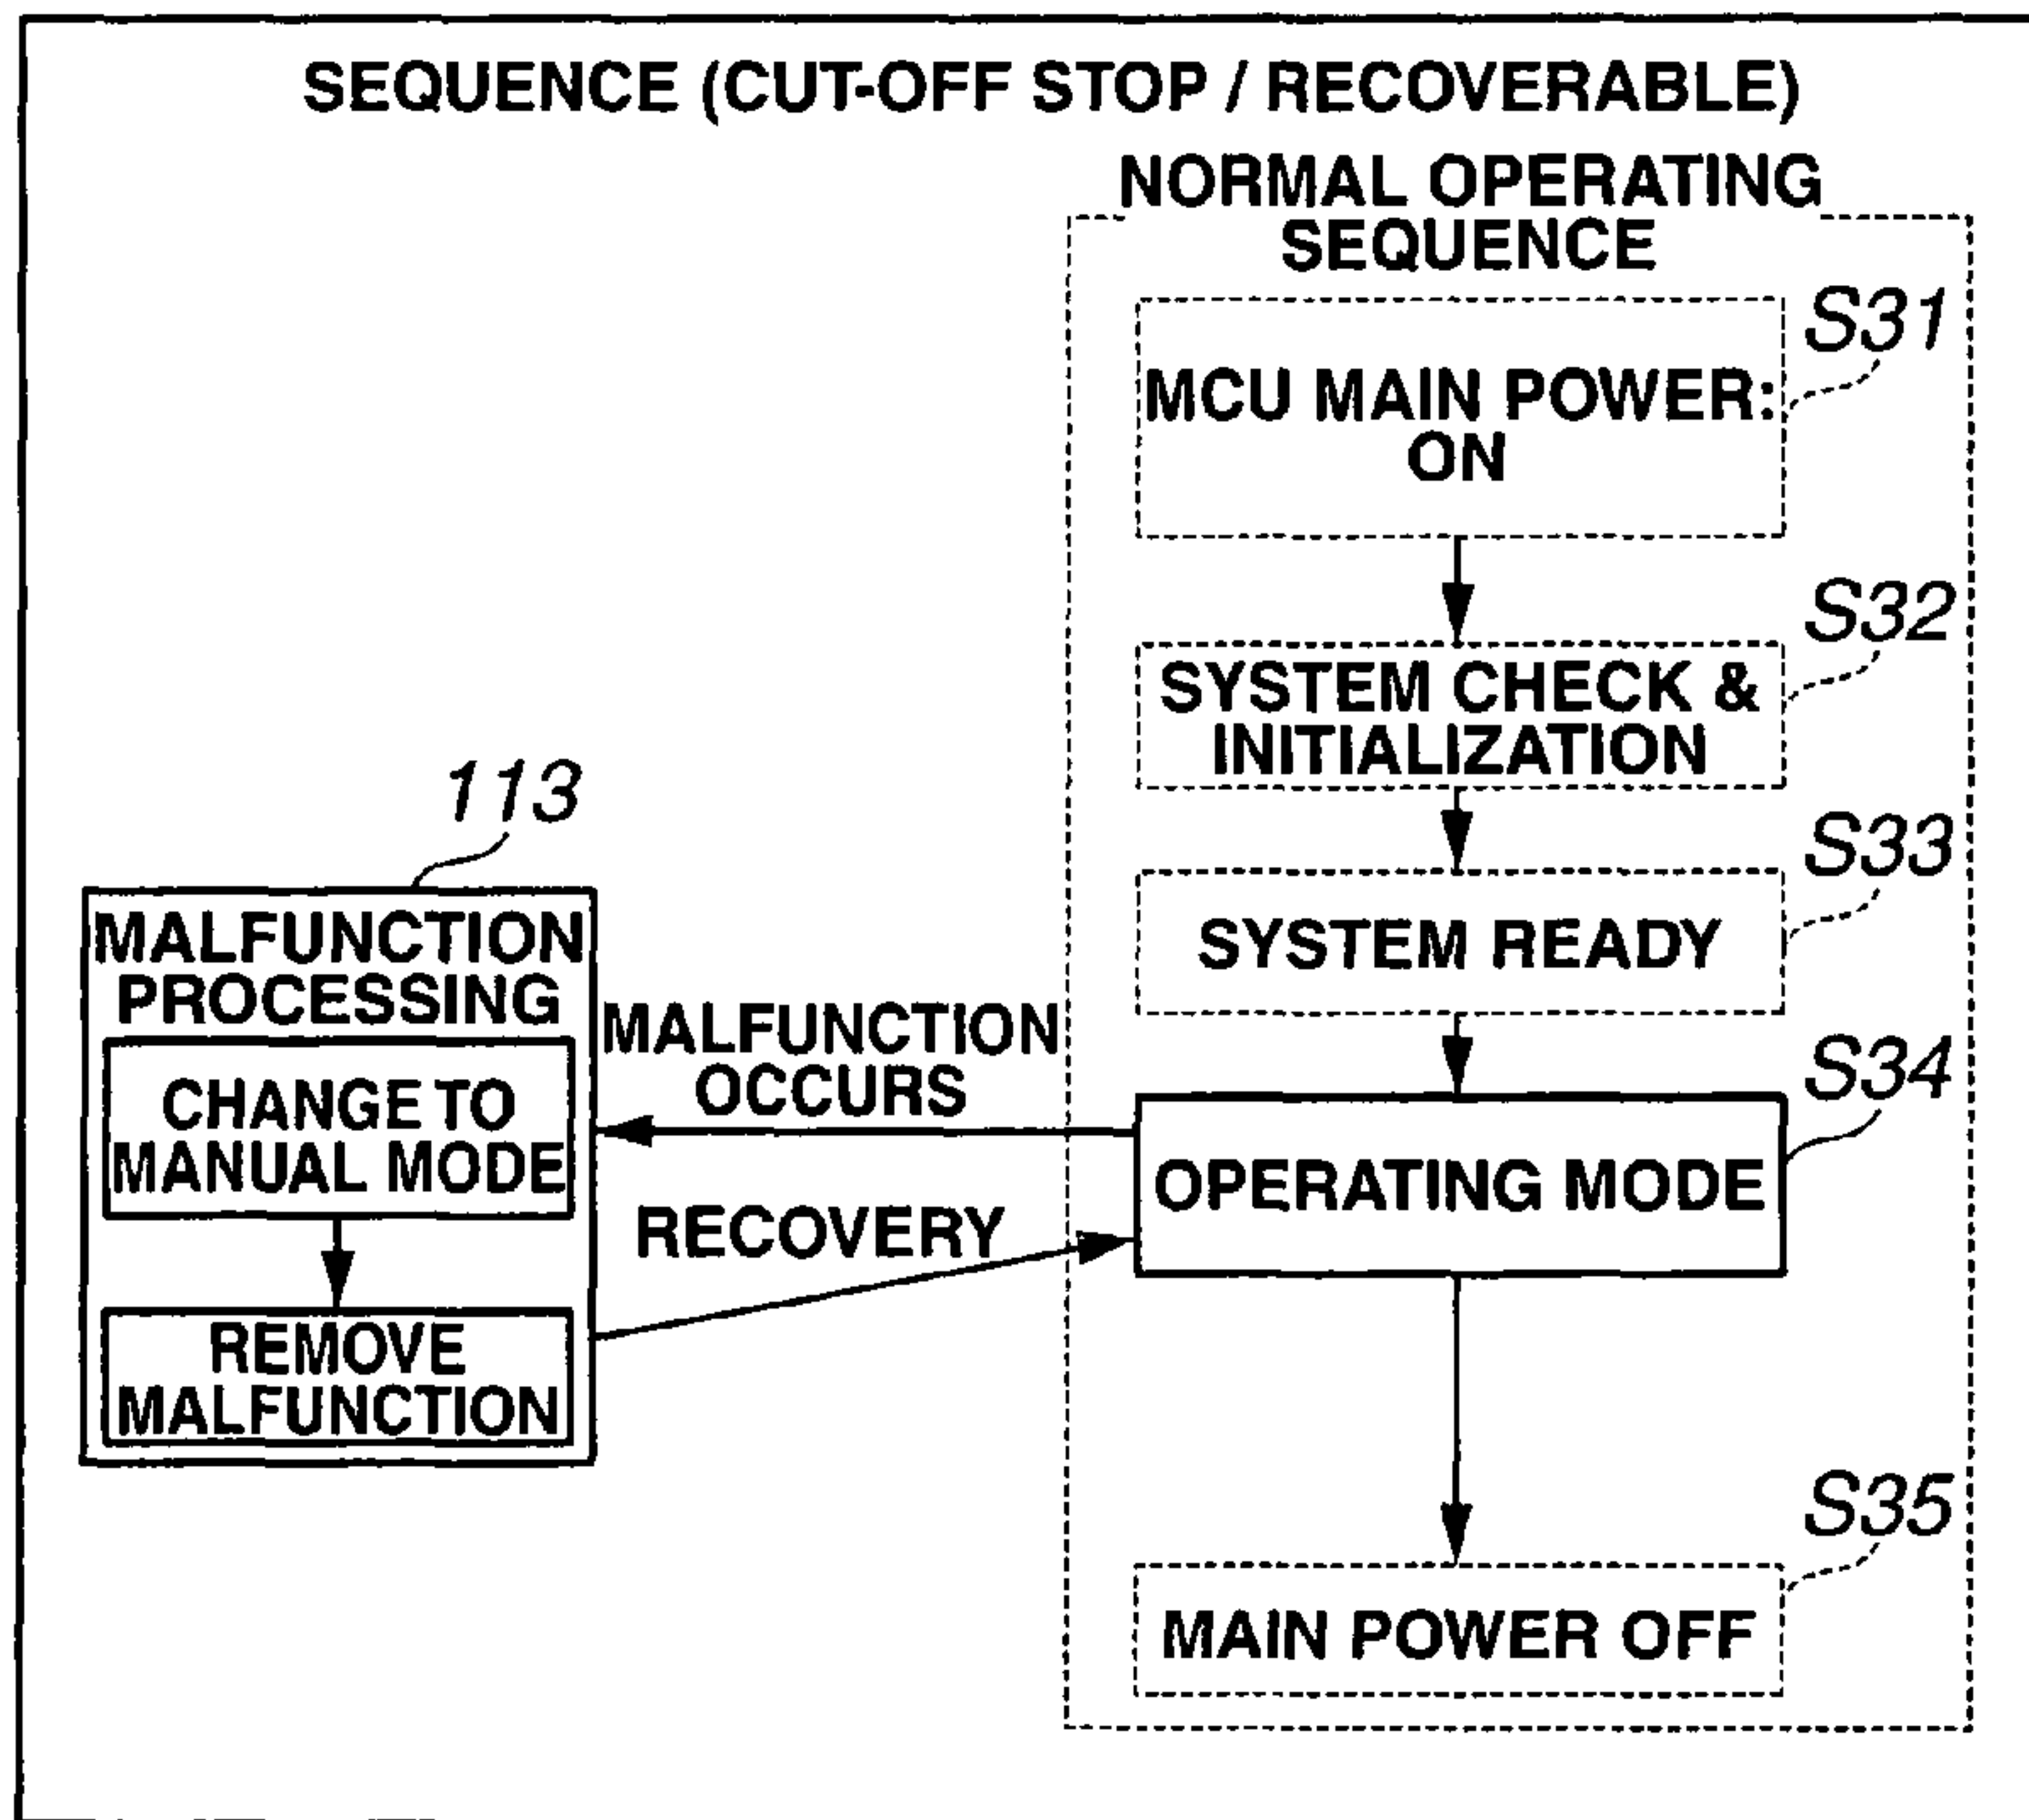 SEQUENCE (CUT-OFF STOP / RECOVERABLE)
NORMAL OPERATING
SEQUENCE
S31
MCU MAIN POWER:
ON
S32
SYSTEM CHECK &
INITIALIZATION
S33
SYSTEM READY
113
MALFUNCTION
PROCESSING
CHANGE TO
MANUAL MODE
REMOVE
MALFUNCTION
MALFUNCTION
OCCURS
RECOVERY
S34
OPERATING MODE
S35
MAIN POWER OFF